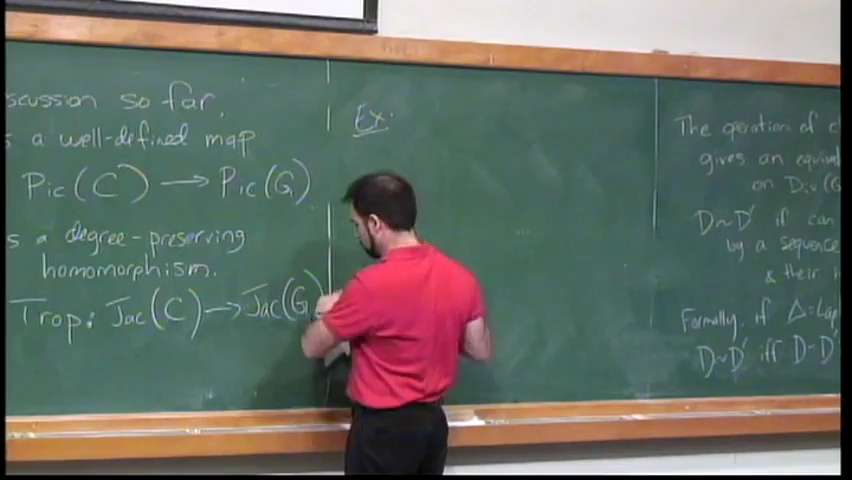 scussion so far,
s a well-defined map
Pic(C) → Pic(G)
s a degree-preserving
homomorphism.
Trop: Jac(C) → Jac(G)
Ex.
The operation of c
gives an equival
on Div(G
D~D' if can
by a sequence
& their i
Formally, if Δ=Lap
D~D' iff D-D'